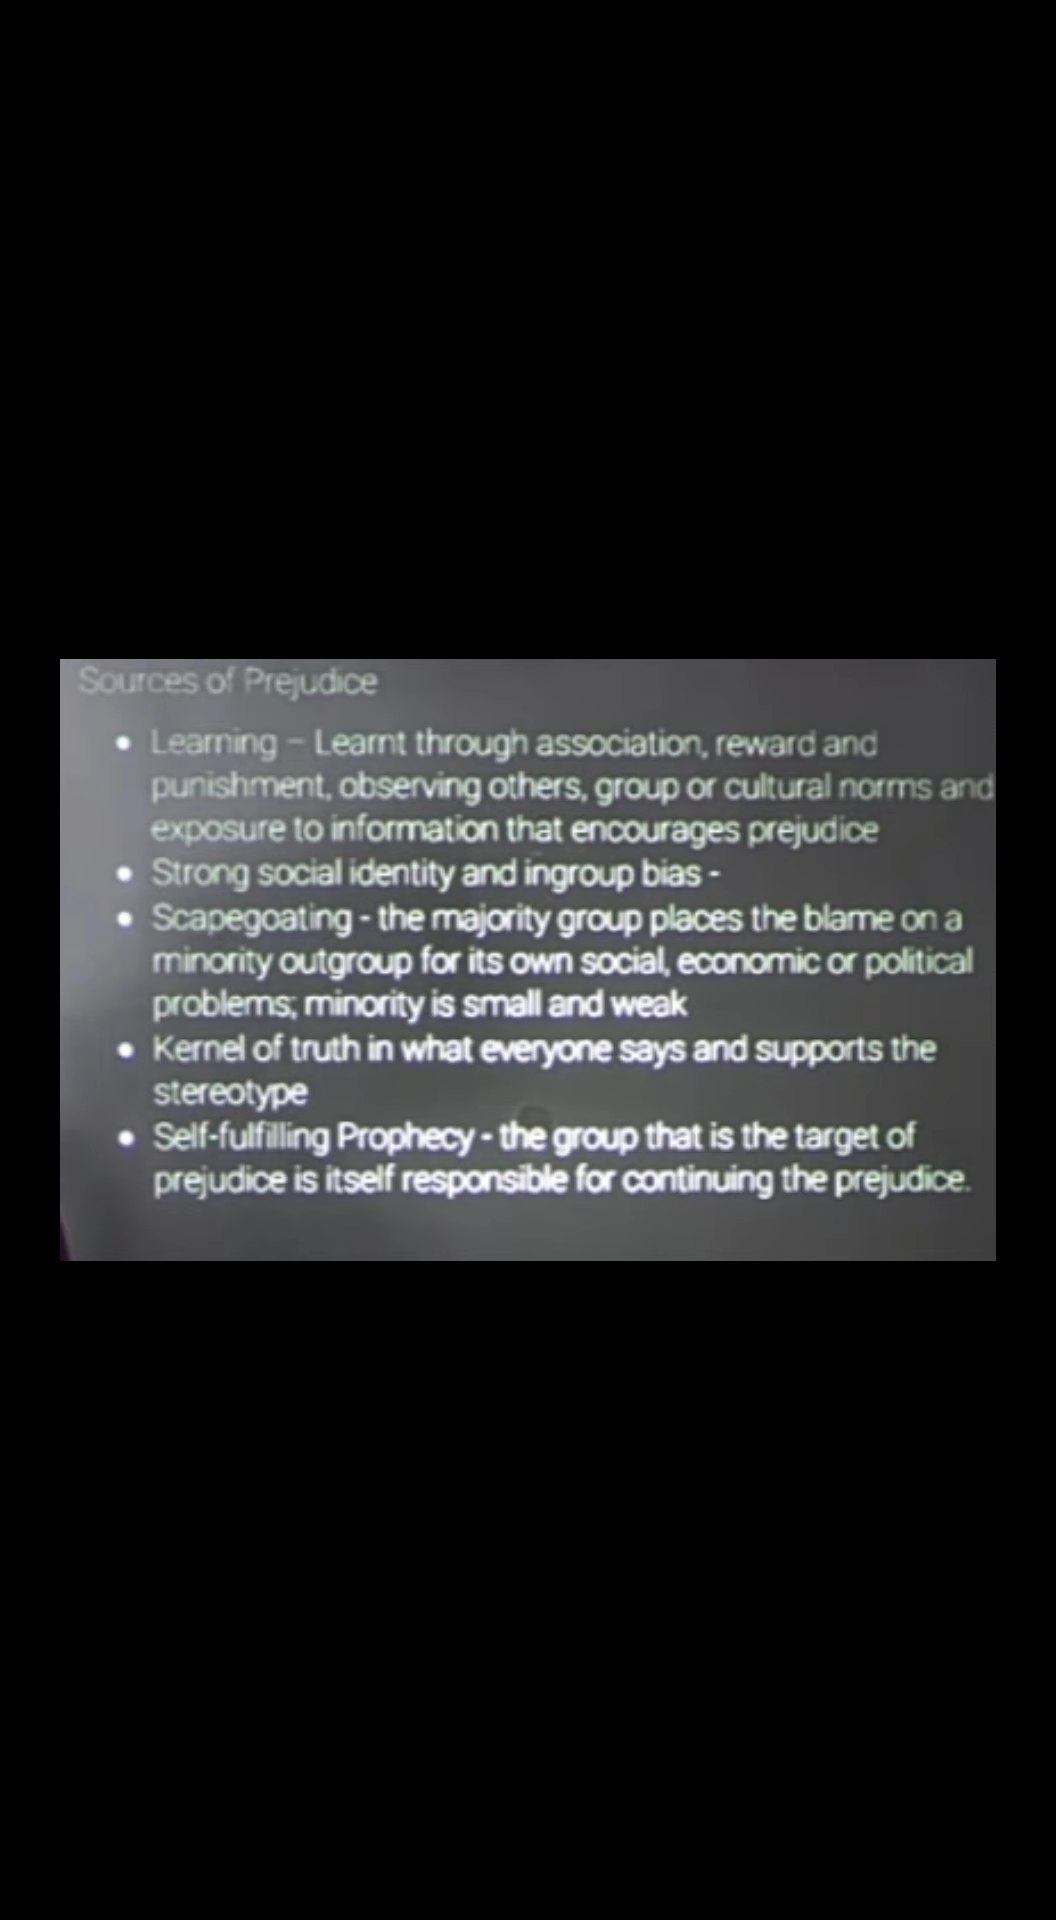 Sources of Prejudice
• Learning – Learnt through association, reward and
punishment, observing others, group or cultural norms and
exposure to information that encourages prejudice
• Strong social identity and ingroup bias -
• Scapegoating - the majority group places the blame on a
minority outgroup for its own social, economic or political
problems; minority is small and weak
• Kernel of truth in what everyone says and supports the
stereotype
• Self-fulfilling Prophecy - the group that is the target of
prejudice is itself responsible for continuing the prejudice.